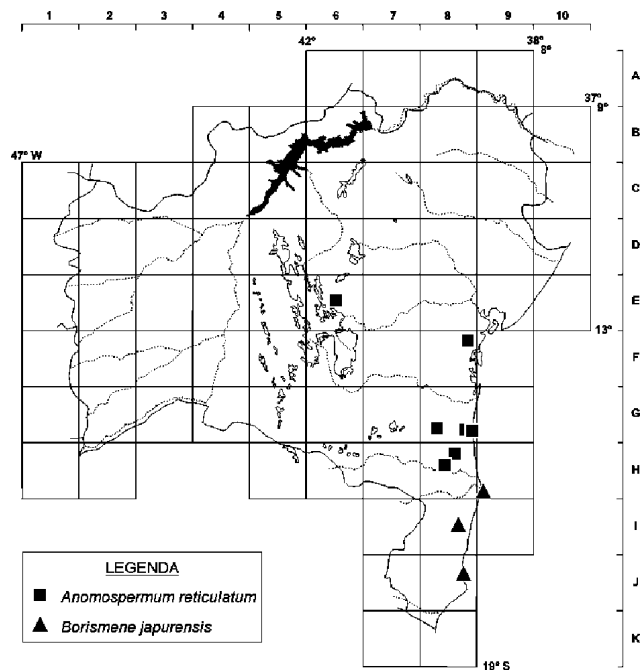 1 2 3 4 5 6 7 8 9 10
42° 38°
8°
A
37°
9°
B
47° W
C
D
E
13°
F
G
H
I
LEGENDA
Anomospermum reticulatum
J
Borismene japurensis
K
19° S